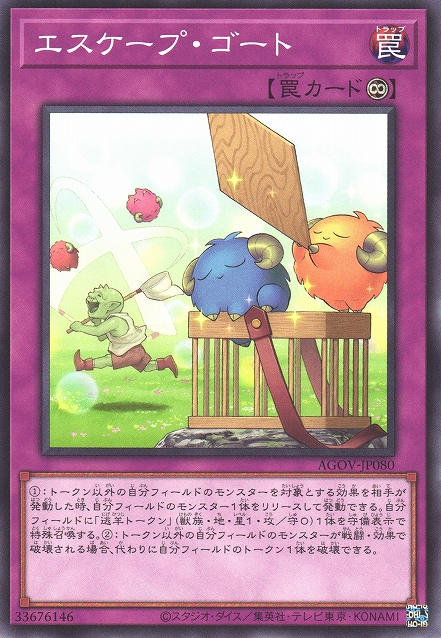 エスケープ・ゴート
トラップ
罠
トラップ
【罠カード∞】
AGOV-JP080
①:トークン以外の自分フィールドのモンスターを対象とする効果を相手が
発動した時、自分フィールドのモンスター1体をリリースして発動できる。自分
フィールドに「逃羊トークン」(獣族・地・星1・攻/守0)1体を守備表示で
特殊召喚する。②:トークン以外の自分フィールドのモンスターが戦闘・効果で
破壊される場合、代わりに自分フィールドのトークン1体を破壊できる。
33676146
©スタジオ・ダイス/集英社・テレビ東京・KONAMI